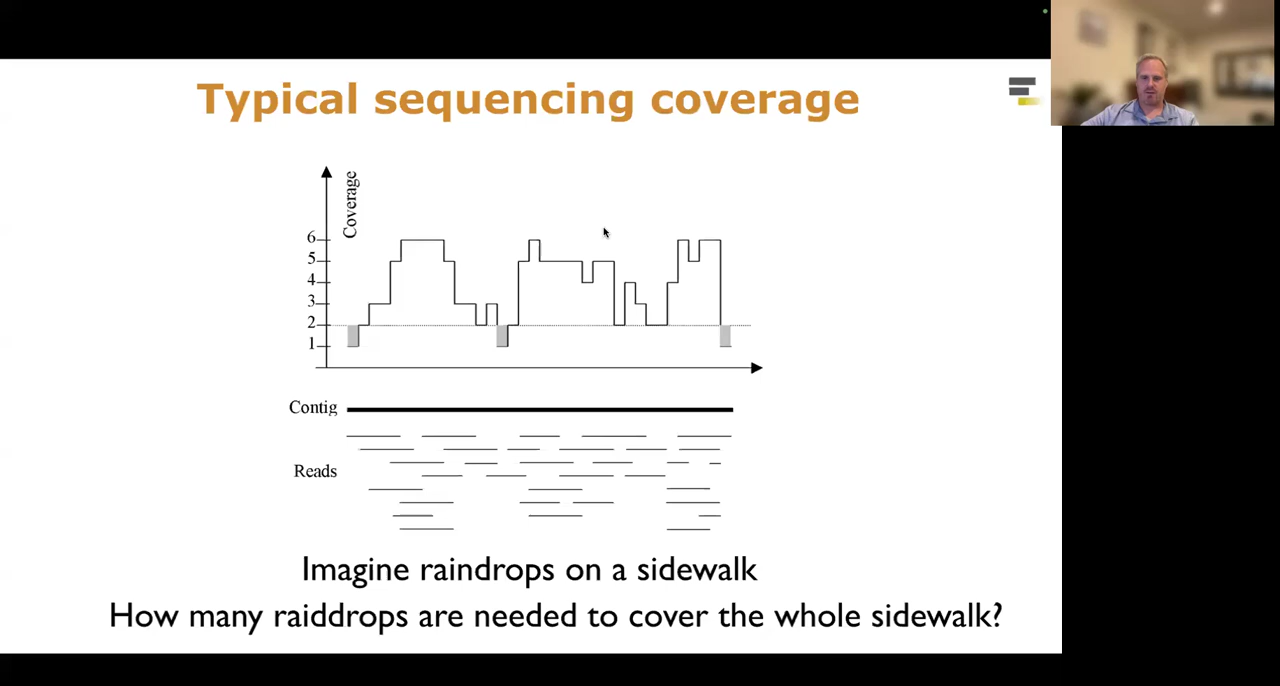 Typical sequencing coverage
Coverage
6
5
4
3
2
1
Contig
Reads
Imagine raindrops on a sidewalk
How many raiddrops are needed to cover the whole sidewalk?